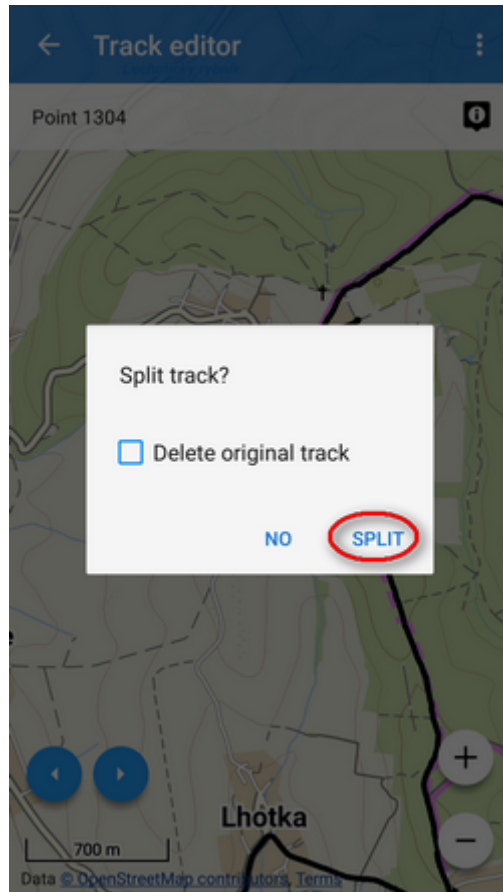 Track editor
Point 1304
Split track?
Delete original track
NO SPLIT
+
Lhotka
−
700 m
Data © OpenStreetMap contributors, Terms